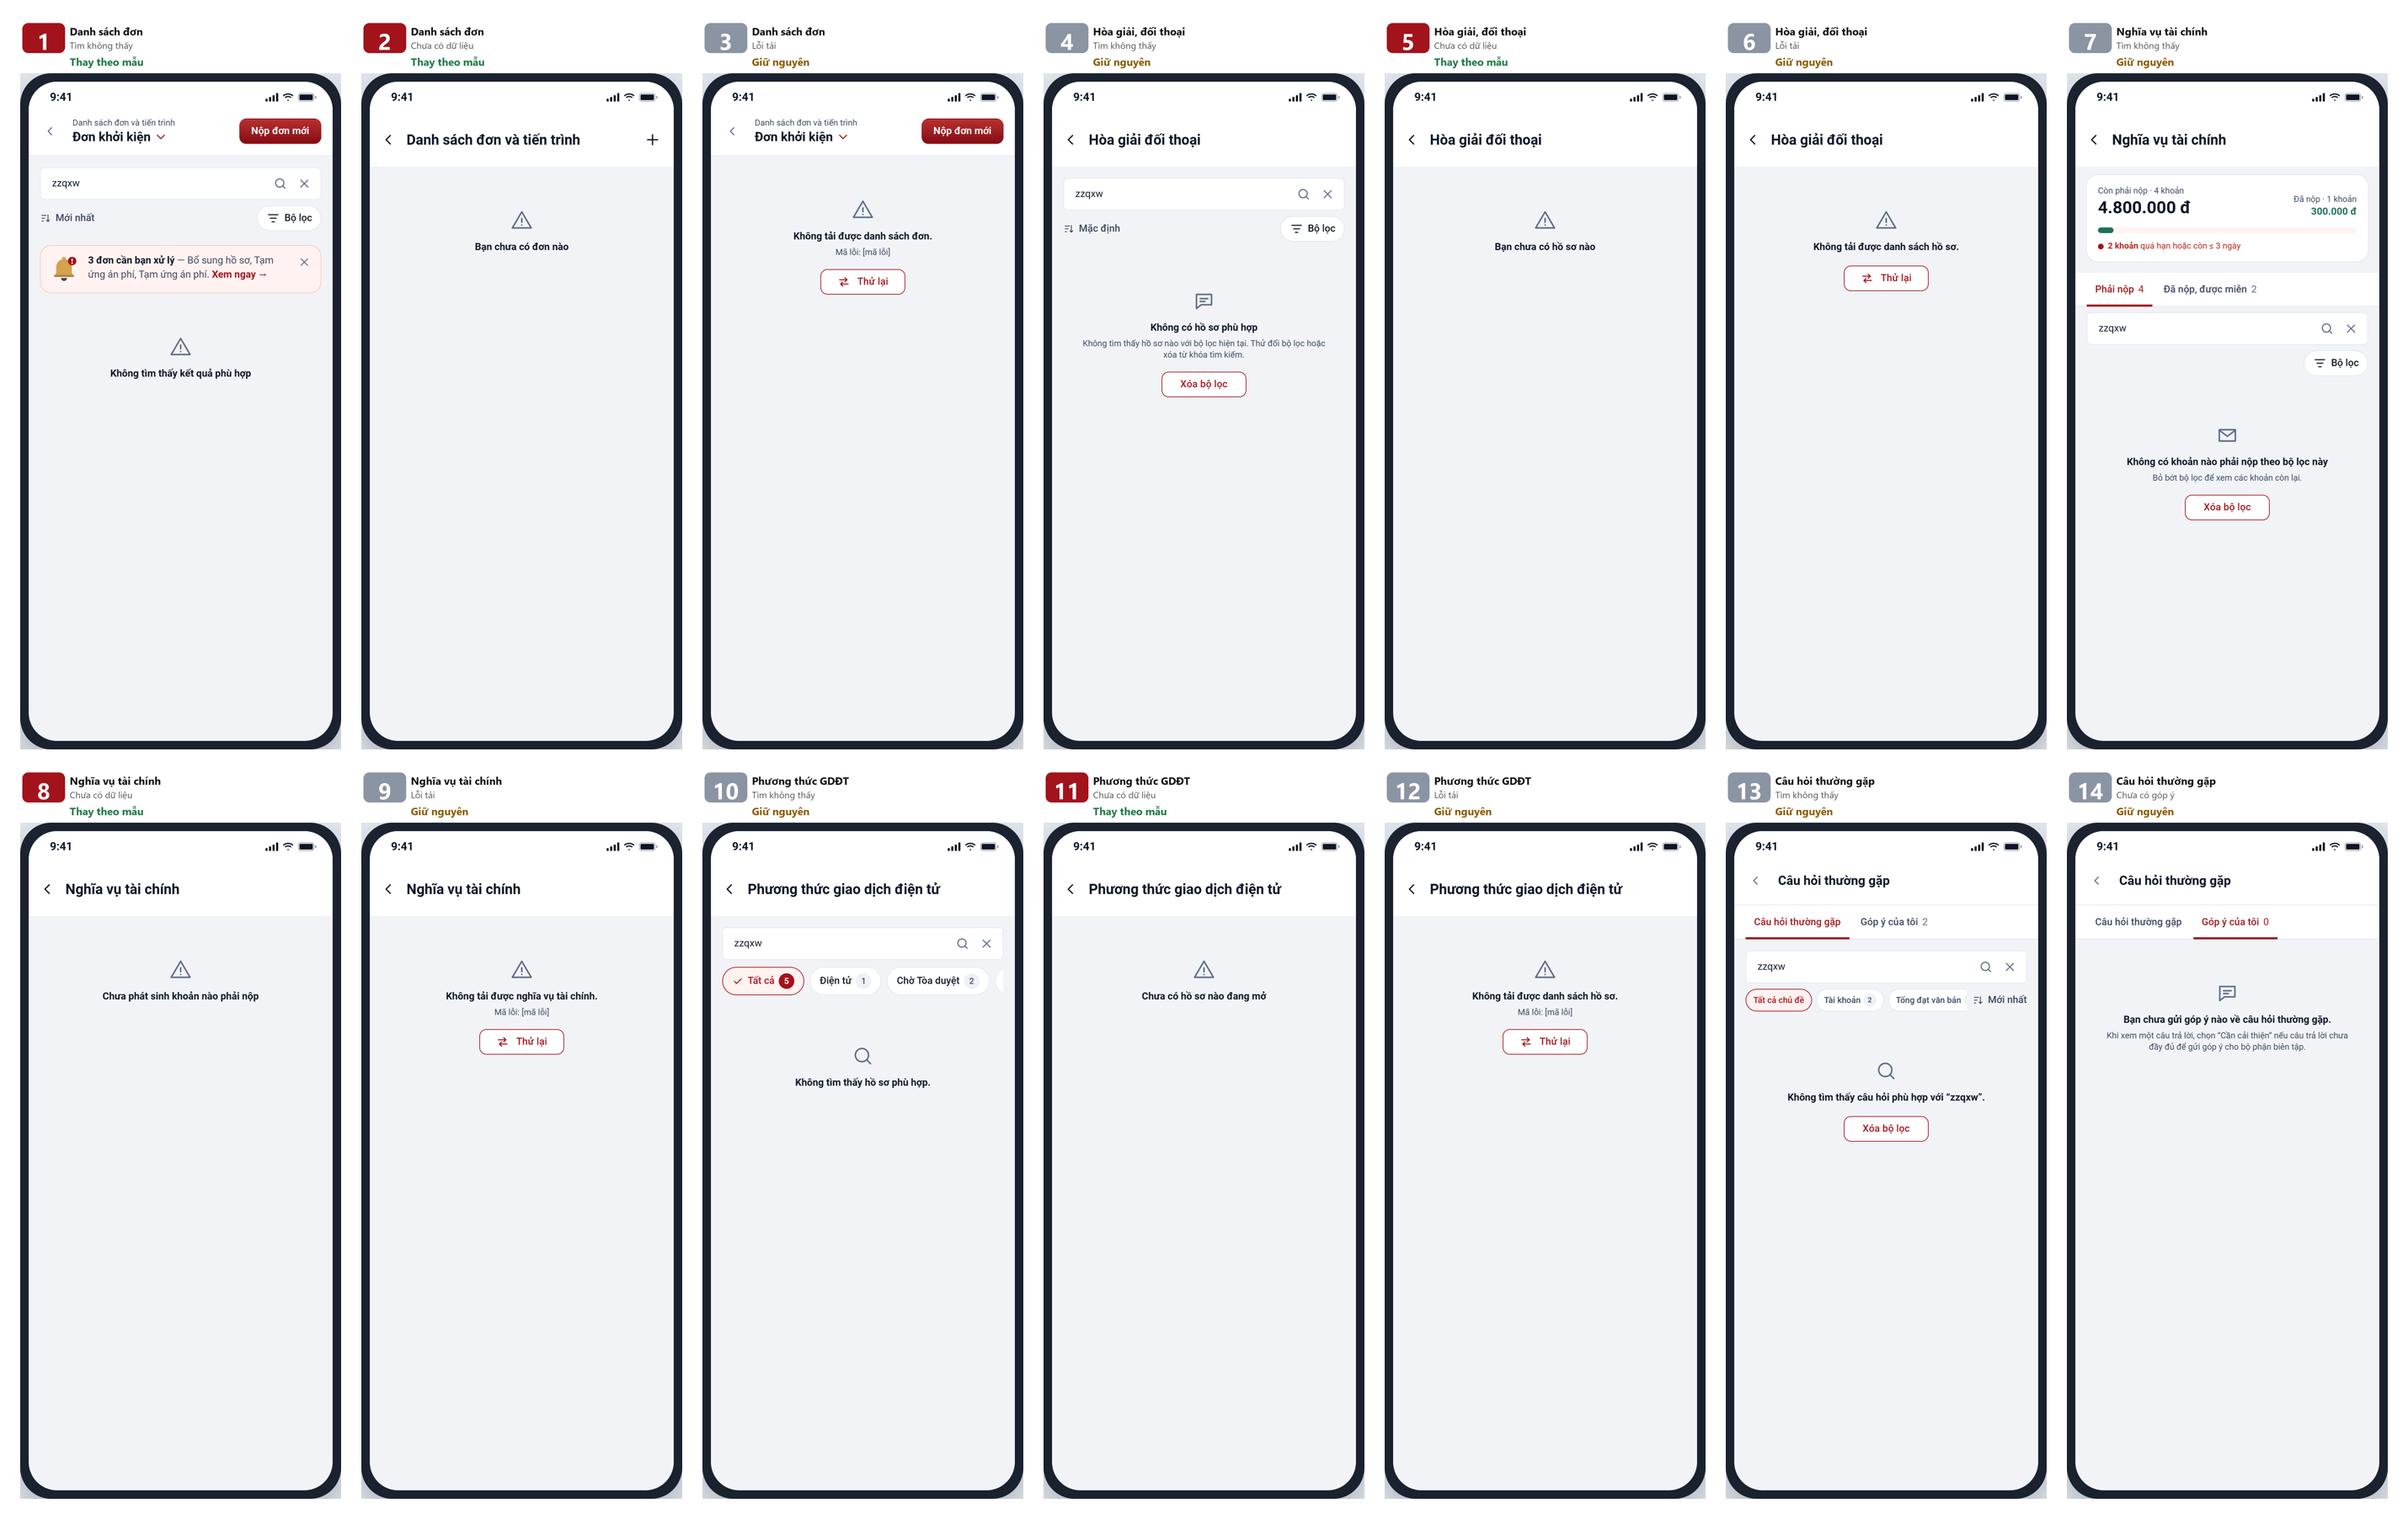 1
Danh sách đơn
Tìm không thấy
Thay theo mẫu
9:41
Danh sách đơn và tiến trình
Đơn khởi kiện
Nộp đơn mới
zzqxw
Mới nhất
Bộ lọc
3 đơn cần bạn xử lý — Bổ sung hồ sơ, Tạm
ứng án phí, Tạm ứng án phí. Xem ngay →
Không tìm thấy kết quả phù hợp
2
Danh sách đơn
Chưa có dữ liệu
Thay theo mẫu
9:41
Danh sách đơn và tiến trình
Bạn chưa có đơn nào
3
Danh sách đơn
Lỗi tải
Giữ nguyên
9:41
Danh sách đơn và tiến trình
Đơn khởi kiện
Nộp đơn mới
Không tải được danh sách đơn.
Mã lỗi: [mã lỗi]
Thử lại
4
Hòa giải, đối thoại
Tìm không thấy
Giữ nguyên
9:41
Hòa giải đối thoại
zzqxw
Mặc định
Bộ lọc
Không có hồ sơ phù hợp
Không tìm thấy hồ sơ nào với bộ lọc hiện tại. Thử đổi bộ lọc hoặc
xóa từ khóa tìm kiếm.
Xóa bộ lọc
5
Hòa giải, đối thoại
Chưa có dữ liệu
Thay theo mẫu
9:41
Hòa giải đối thoại
Bạn chưa có hồ sơ nào
6
Hòa giải, đối thoại
Lỗi tải
Giữ nguyên
9:41
Hòa giải đối thoại
Không tải được danh sách hồ sơ.
Thử lại
7
Nghĩa vụ tài chính
Tìm không thấy
Giữ nguyên
9:41
Nghĩa vụ tài chính
Còn phải nộp · 4 khoản
4.800.000 đ
Đã nộp · 1 khoản
300.000 đ
2 khoản quá hạn hoặc còn ≤ 3 ngày
Phải nộp 4
Đã nộp, được miễn 2
zzqxw
Bộ lọc
Không có khoản nào phải nộp theo bộ lọc này
Bỏ bớt bộ lọc để xem các khoản còn lại.
Xóa bộ lọc
8
Nghĩa vụ tài chính
Chưa có dữ liệu
Thay theo mẫu
9:41
Nghĩa vụ tài chính
Chưa phát sinh khoản nào phải nộp
9
Nghĩa vụ tài chính
Lỗi tải
Giữ nguyên
9:41
Nghĩa vụ tài chính
Không tải được nghĩa vụ tài chính.
Mã lỗi: [mã lỗi]
Thử lại
10
Phương thức GDĐT
Tìm không thấy
Giữ nguyên
9:41
Phương thức giao dịch điện tử
zzqxw
Tất cả 5
Điện tử 1
Chờ Tòa duyệt 2
Không tìm thấy hồ sơ phù hợp.
11
Phương thức GDĐT
Chưa có dữ liệu
Thay theo mẫu
9:41
Phương thức giao dịch điện tử
Chưa có hồ sơ nào đang mở
12
Phương thức GDĐT
Lỗi tải
Giữ nguyên
9:41
Phương thức giao dịch điện tử
Không tải được danh sách hồ sơ.
Mã lỗi: [mã lỗi]
Thử lại
13
Câu hỏi thường gặp
Tìm không thấy
Giữ nguyên
9:41
Câu hỏi thường gặp
Câu hỏi thường gặp
Góp ý của tôi 2
zzqxw
Tất cả chủ đề
Tài khoản 2
Tống đạt văn bản
Mới nhất
Không tìm thấy câu hỏi phù hợp với “zzqxw”.
Xóa bộ lọc
14
Câu hỏi thường gặp
Chưa có góp ý
Giữ nguyên
9:41
Câu hỏi thường gặp
Câu hỏi thường gặp
Góp ý của tôi 0
Bạn chưa gửi góp ý nào về câu hỏi thường gặp.
Khi xem một câu trả lời, chọn “Cần cải thiện” nếu câu trả lời chưa
đầy đủ để gửi góp ý cho bộ phận biên tập.